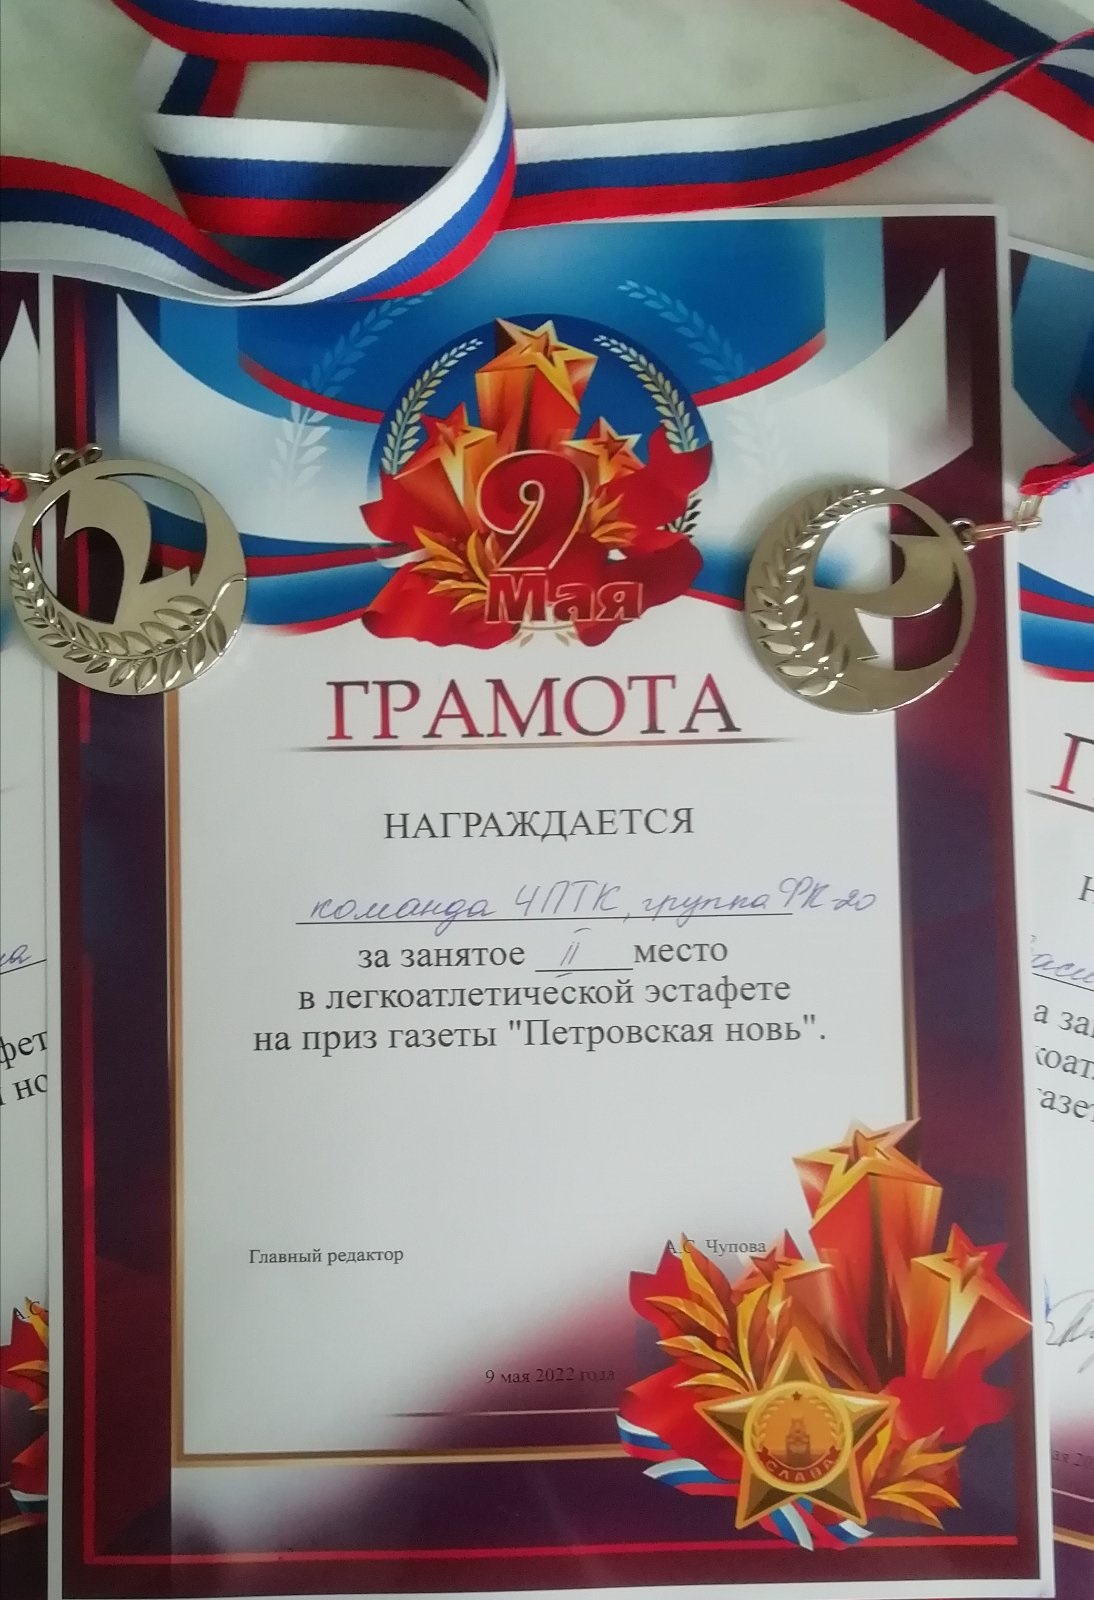 9
Мая
ГРАМОТА
НАГРАЖДАЕТСЯ
команда ЧПТК, группа ФК-20
за занятое II место
в легкоатлетической эстафете
на приз газеты "Петровская новь".
Главный редактор А.С. Чупова
9 мая 2022 года
СЛАВА